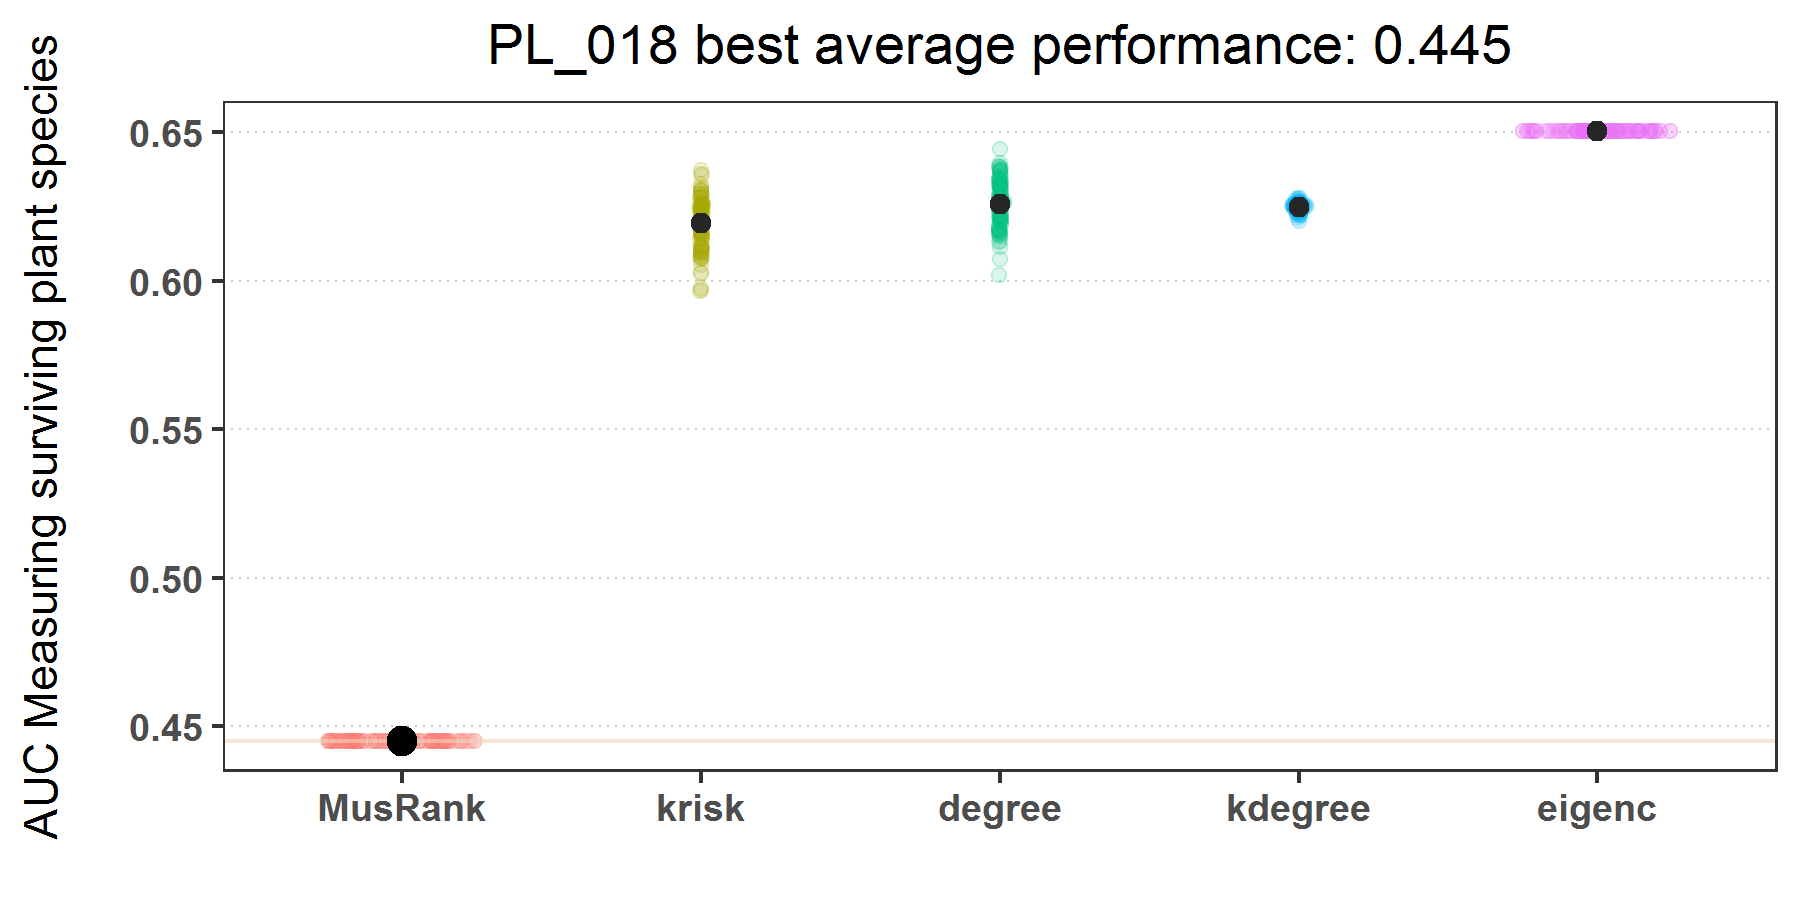 PL_018 best average performance: 0.445
AUC Measuring surviving plant species
0.65
0.60
0.55
0.50
0.45
MusRank krisk degree kdegree eigenc